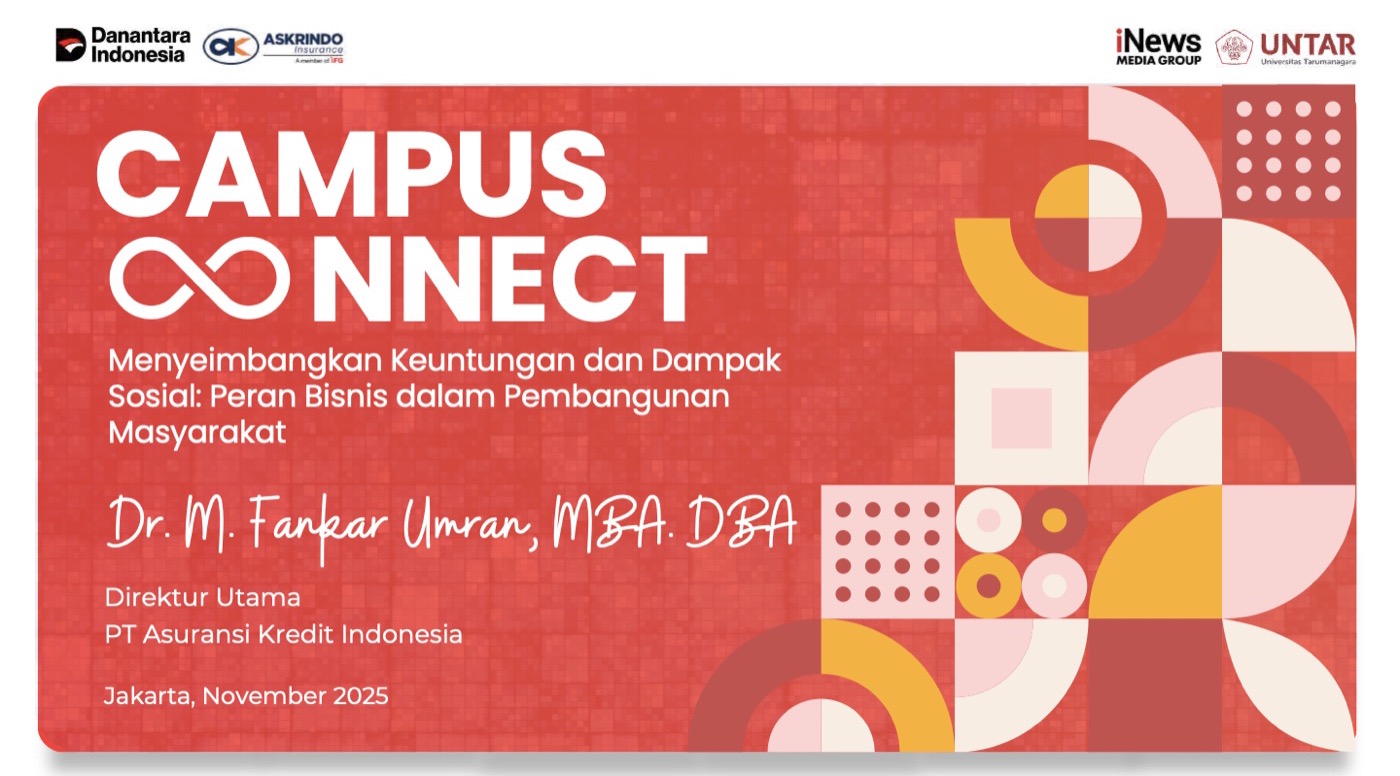 Danantara
Indonesia
ASKRINDO
Insurance
A member of IFG
iNews
MEDIA GROUP
UNTAR
Universitas Tarumanagara
CAMPUS
CONNECT
Menyeimbangkan Keuntungan dan Dampak
Sosial: Peran Bisnis dalam Pembangunan
Masyarakat
Dr. M. Fankar Umran, MBA. DBA
Direktur Utama
PT Asuransi Kredit Indonesia
Jakarta, November 2025